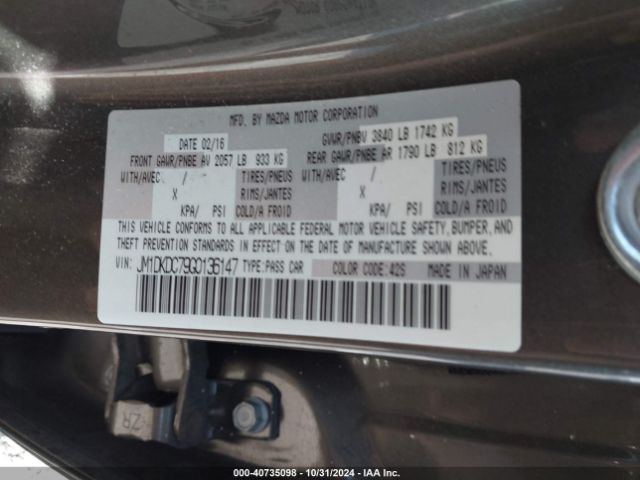 MFD. BY MAZDA MOTOR CORPORATION
DATE 02/16 GVWR/PNBV 3840 LB 1742 KG
FRONT GAWR/PNBE AV 2057 LB 933 KG REAR GAWR/PNBE AR 1790 LB 812 KG
WITH/AVEC / TIRES/PNEUS WITH/AVEC / TIRES/PNEUS
X RIMS/JANTES X RIMS/JANTES
KPA/ PSI COLD/A FROID KPA/ PSI COLD/A FROID
THIS VEHICLE CONFORMS TO ALL APPLICABLE FEDERAL MOTOR VEHICLE SAFETY, BUMPER, AND
THEFT PREVENTION STANDARDS IN EFFECT ON THE DATE OF MANUFACTURE SHOWN ABOVE.
VIN: JM1DKDC79G0136147 TYPE:PASS CAR COLOR CODE:42S MADE IN JAPAN
ZR
© 000-40735098 - 10/31/2024 - IAA Inc.